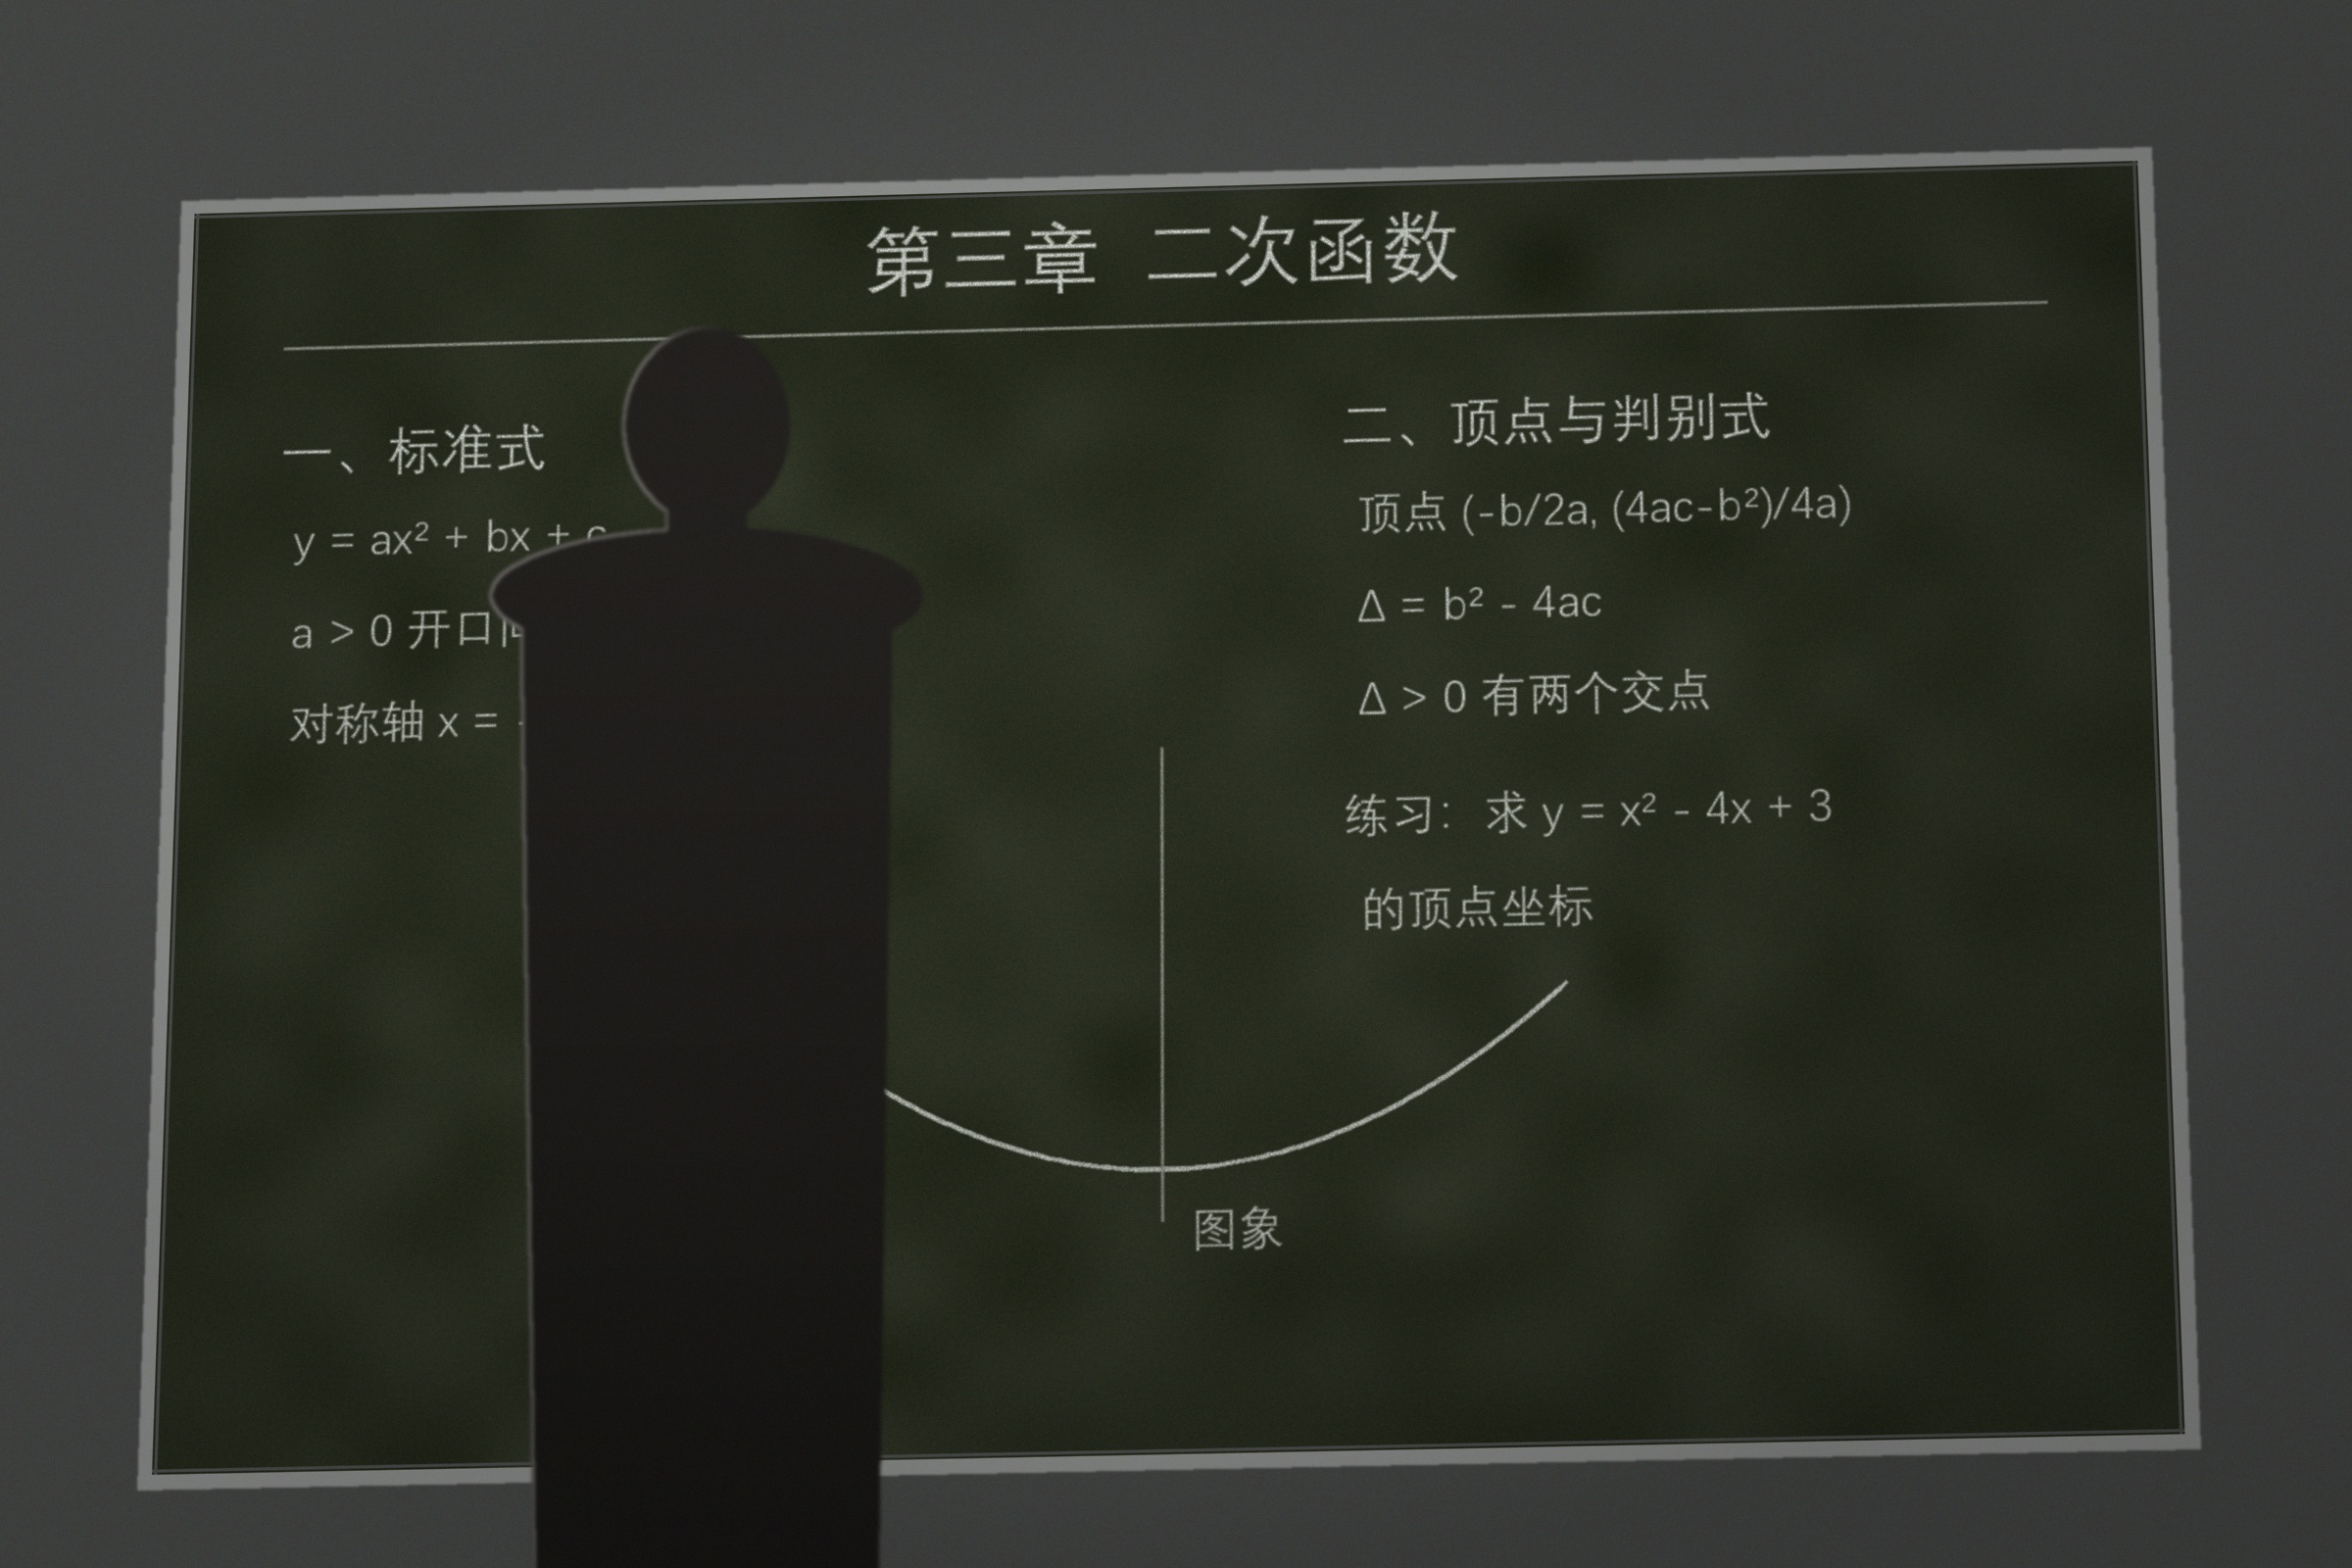 第三章 二次函数
一、标准式
y = ax² + bx +
a > 0 开口
对称轴 x =
二、顶点与判别式
顶点 (-b/2a, (4ac-b²)/4a)
Δ = b² - 4ac
Δ > 0 有两个交点
练习：求 y = x² - 4x + 3
的顶点坐标
图象